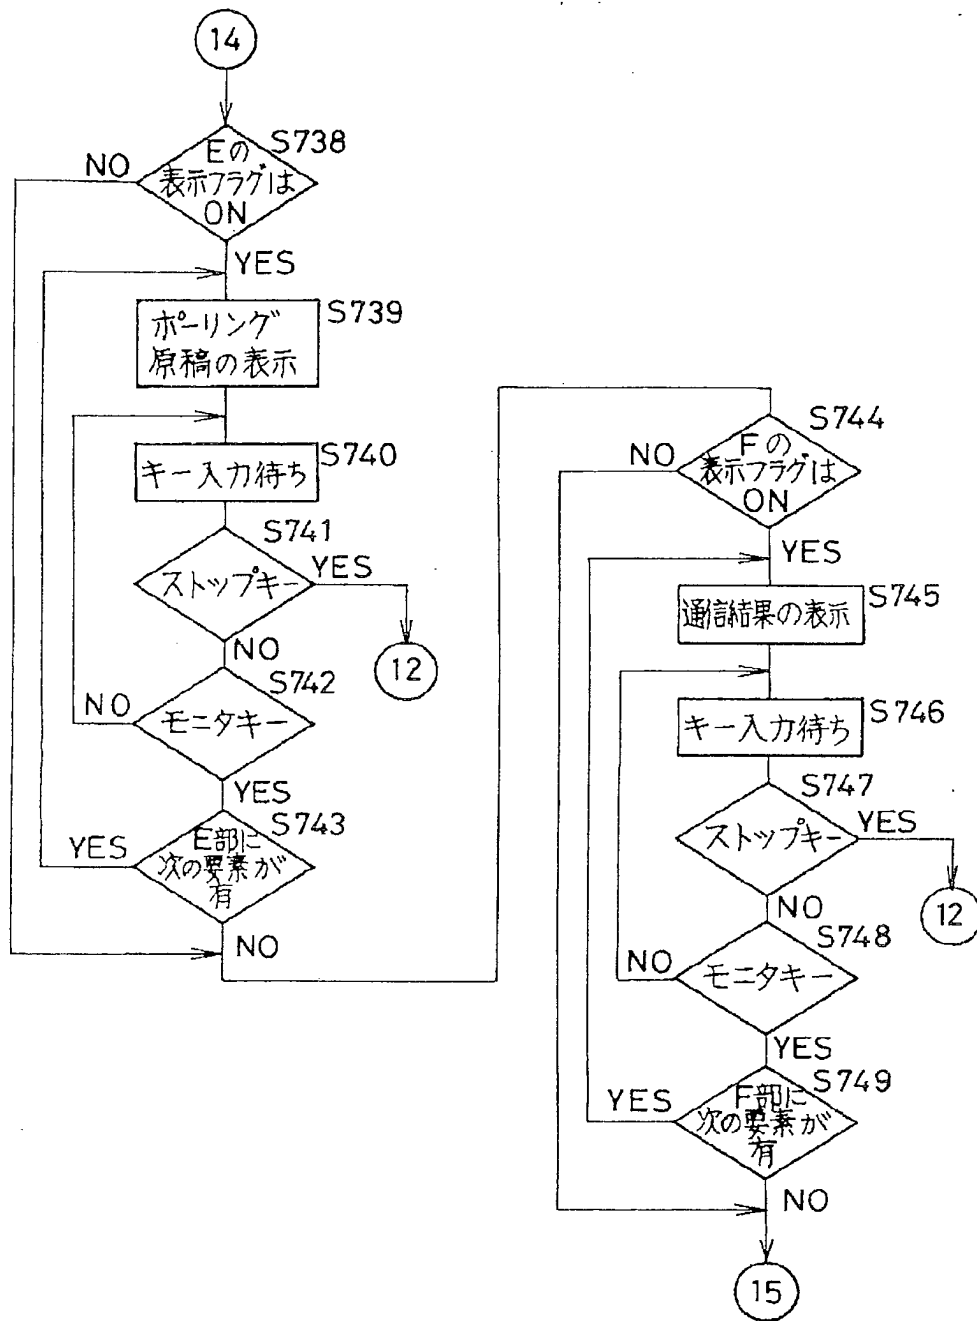 14
S738
Eの
表示フラグは
ON
NO
YES
S739
ポーリング
原稿の表示
S740
キー入力待ち
S741
ストップキー
YES
NO
12
S742
モニタキー
NO
YES
S743
E部に
次の要素が
有
YES
NO
S744
Fの
表示フラグは
ON
NO
YES
S745
通信結果の表示
S746
キー入力待ち
S747
ストップキー
YES
NO
12
S748
モニタキー
NO
YES
S749
F部に
次の要素が
有
YES
NO
15